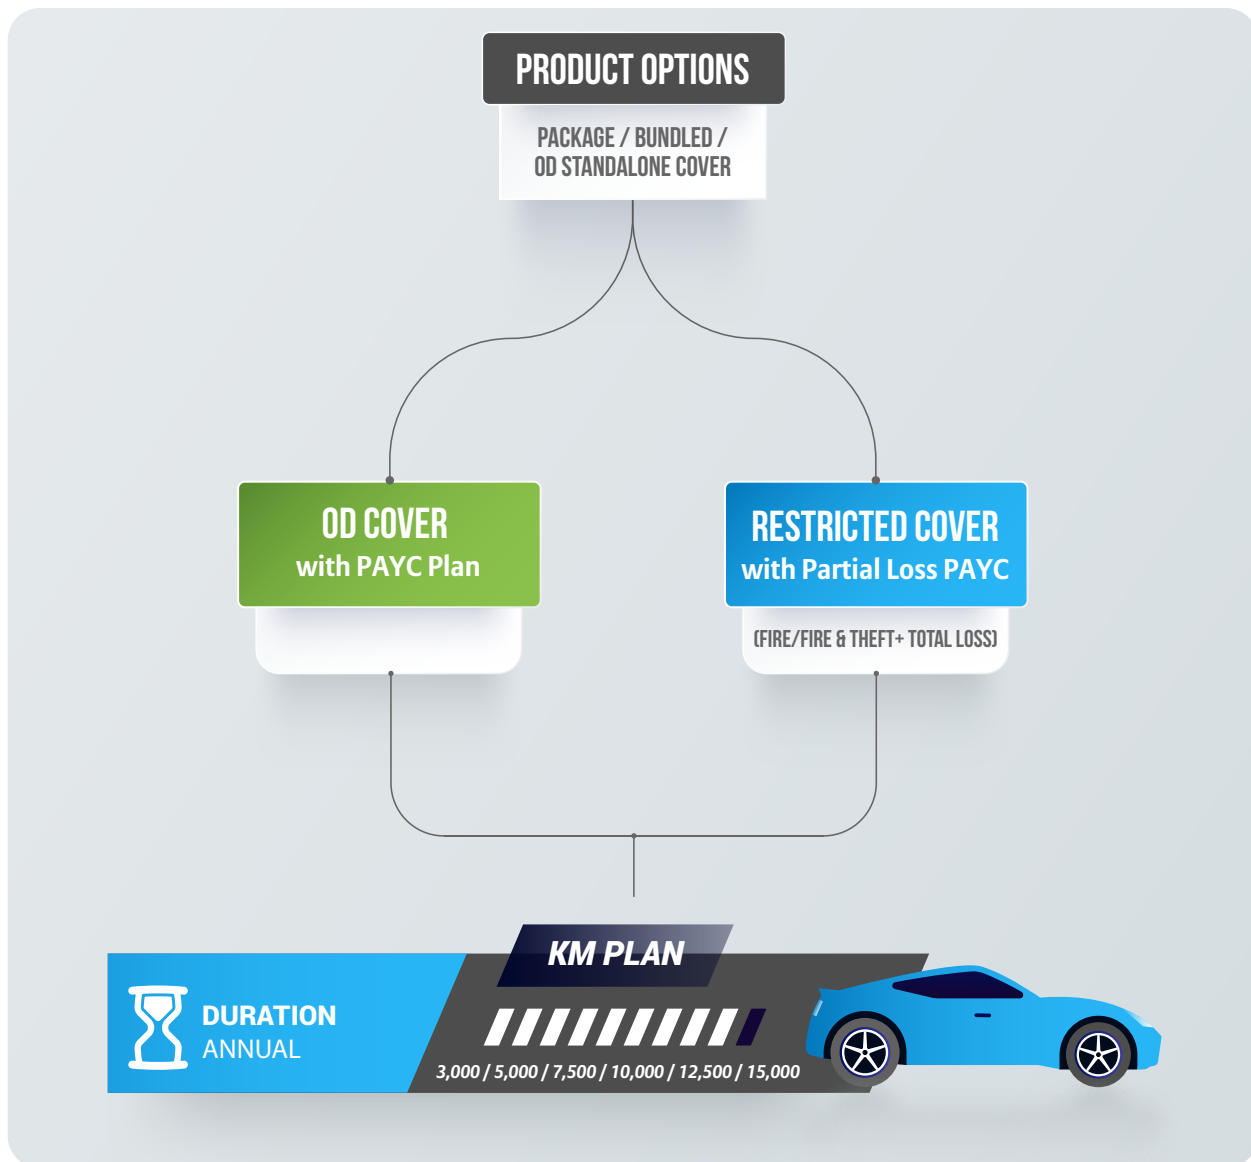 PRODUCT OPTIONS
PACKAGE / BUNDLED /
OD STANDALONE COVER
OD COVER
with PAYC Plan
RESTRICTED COVER
with Partial Loss PAYC
(FIRE/FIRE & THEFT+ TOTAL LOSS)
KM PLAN
DURATION
ANNUAL
3,000 / 5,000 / 7,500 / 10,000 / 12,500 / 15,000